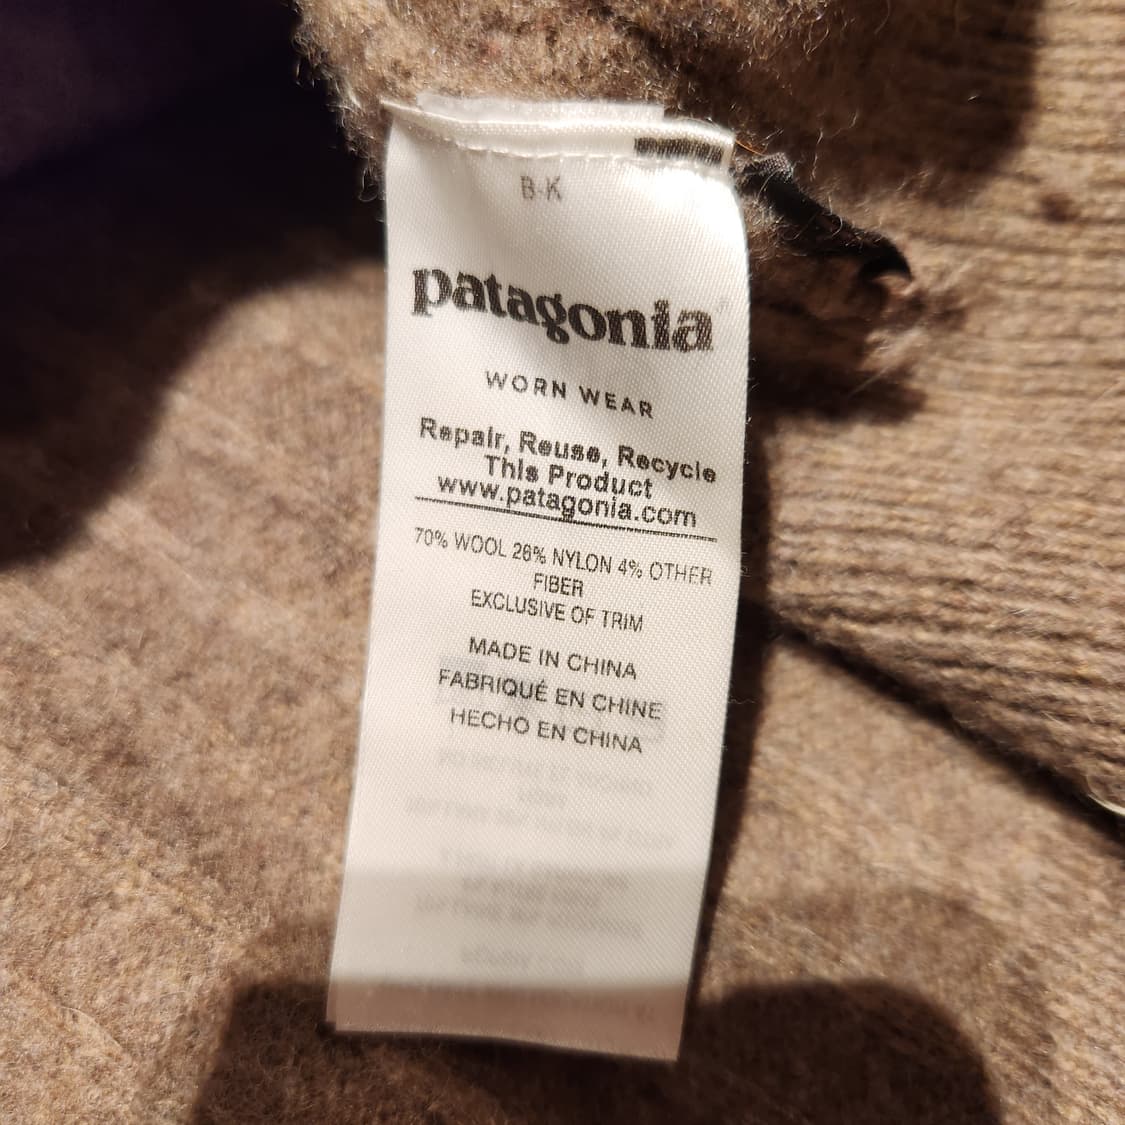 B-K
patagonia®
WORN WEAR
Repair, Reuse, Recycle
This Product
www.patagonia.com
70% WOOL 26% NYLON 4% OTHER
FIBER
EXCLUSIVE OF TRIM
MADE IN CHINA
FABRIQUÉ EN CHINE
HECHO EN CHINA